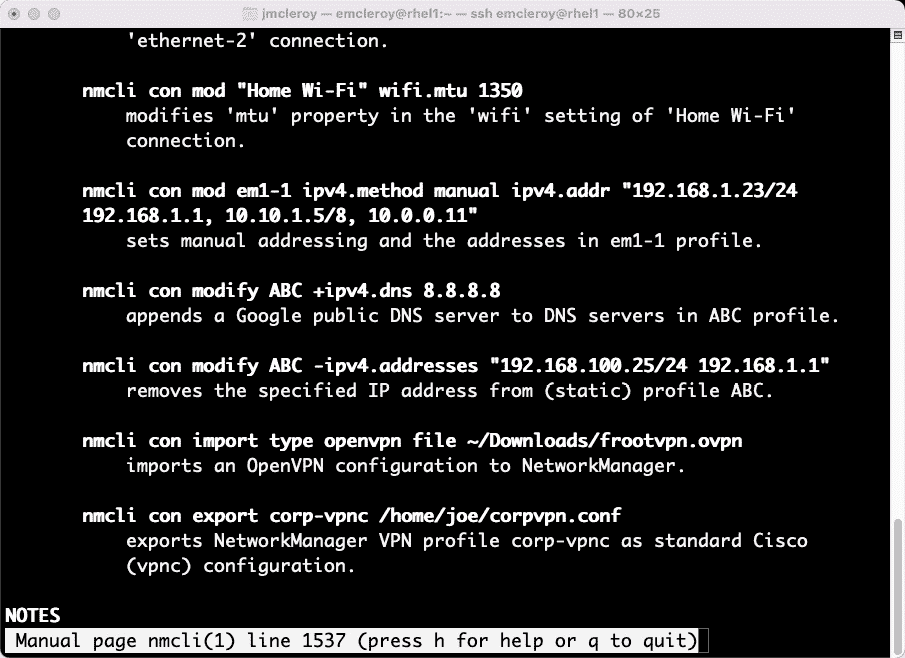 jmcleroy — emcleroy@rhel1:~ — ssh emcleroy@rhel1 — 80×25
'ethernet-2' connection.
nmcli con mod "Home Wi-Fi" wifi.mtu 1350
modifies 'mtu' property in the 'wifi' setting of 'Home Wi-Fi'
connection.
nmcli con mod em1-1 ipv4.method manual ipv4.addr "192.168.1.23/24
192.168.1.1, 10.10.1.5/8, 10.0.0.11"
sets manual addressing and the addresses in em1-1 profile.
nmcli con modify ABC +ipv4.dns 8.8.8.8
appends a Google public DNS server to DNS servers in ABC profile.
nmcli con modify ABC -ipv4.addresses "192.168.100.25/24 192.168.1.1"
removes the specified IP address from (static) profile ABC.
nmcli con import type openvpn file ~/Downloads/frootvpn.ovpn
imports an OpenVPN configuration to NetworkManager.
nmcli con export corp-vpnc /home/joe/corpvpn.conf
exports NetworkManager VPN profile corp-vpnc as standard Cisco
(vpnc) configuration.
NOTES
Manual page nmcli(1) line 1537 (press h for help or q to quit)